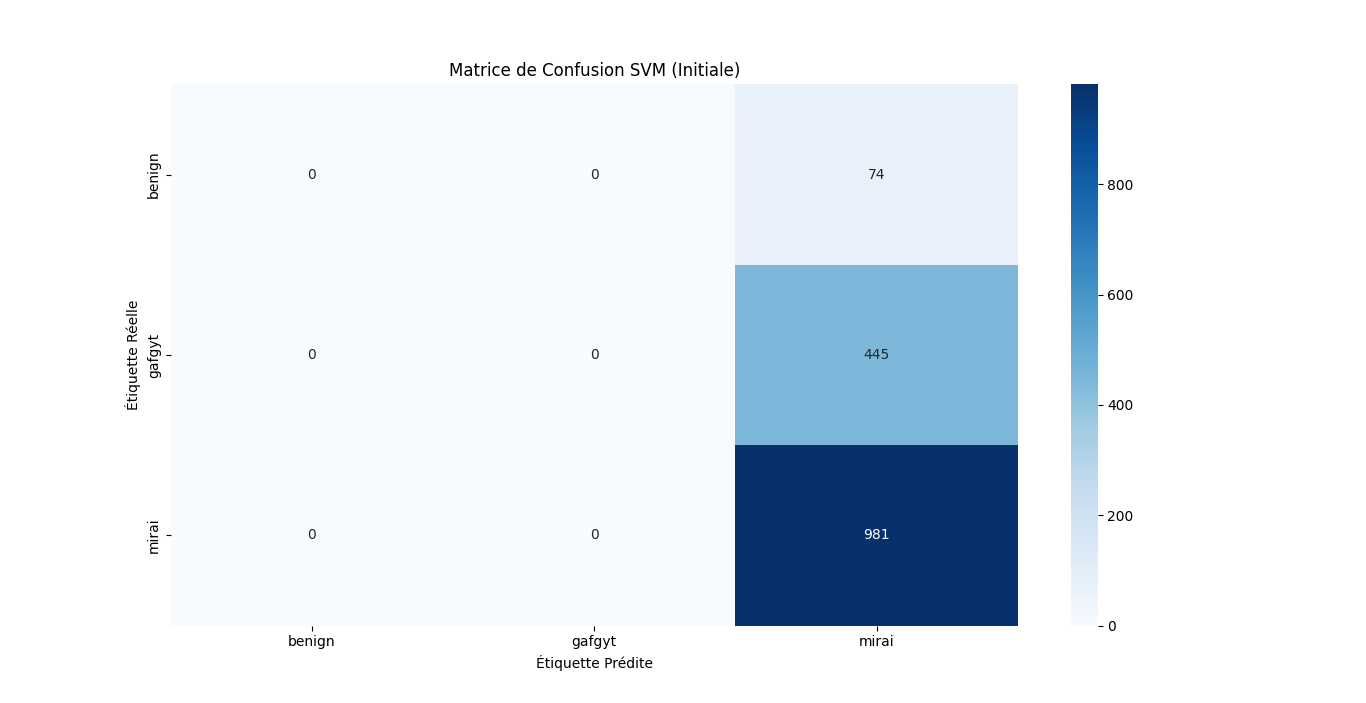 Matrice de Confusion SVM (Initiale)
Étiquette Réelle
benign
0
0
74
gafgyt
0
0
445
mirai
0
0
981
benign
gafgyt
mirai
Étiquette Prédite
800
600
400
200
0